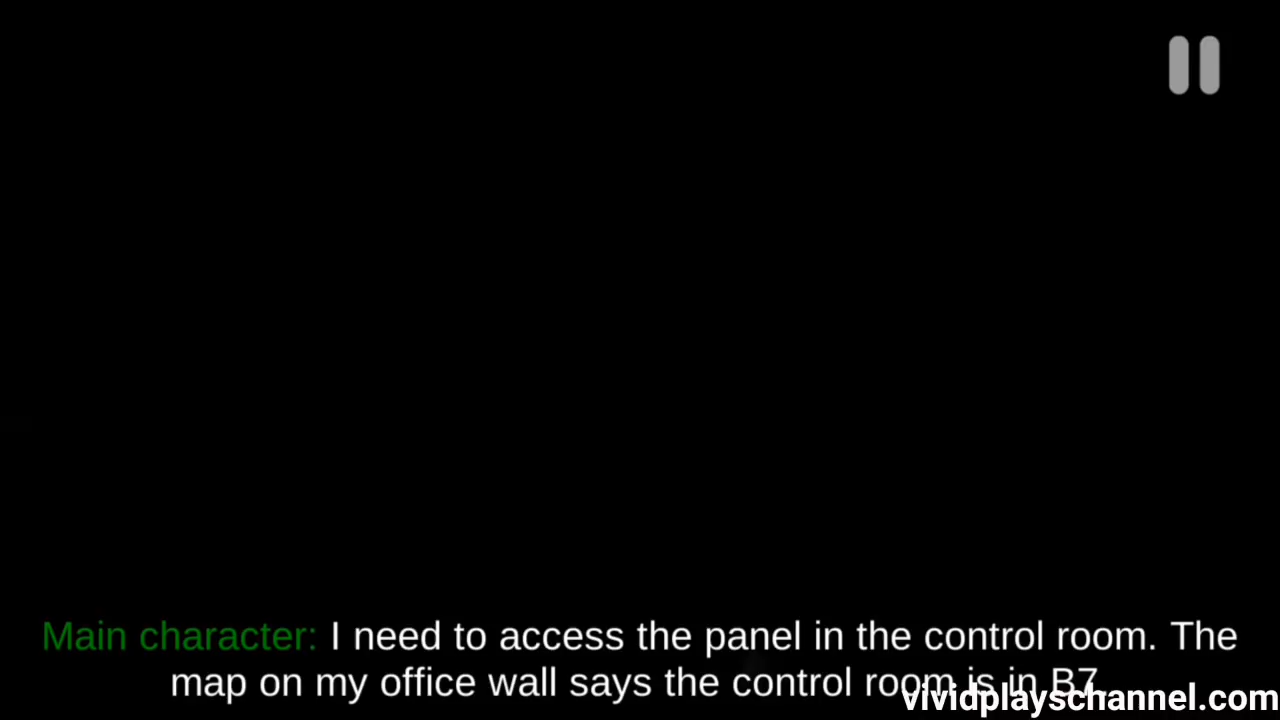 Main character: I need to access the panel in the control room. The
map on my office wall says the control room is in B7.
vividplayschannel.com